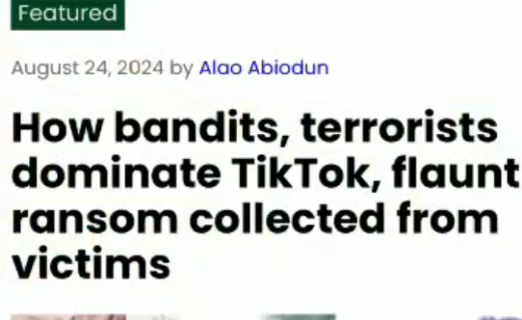 Featured
August 24, 2024 by Alao Abiodun
How bandits, terrorists
dominate TikTok, flaunt
ransom collected from
victims